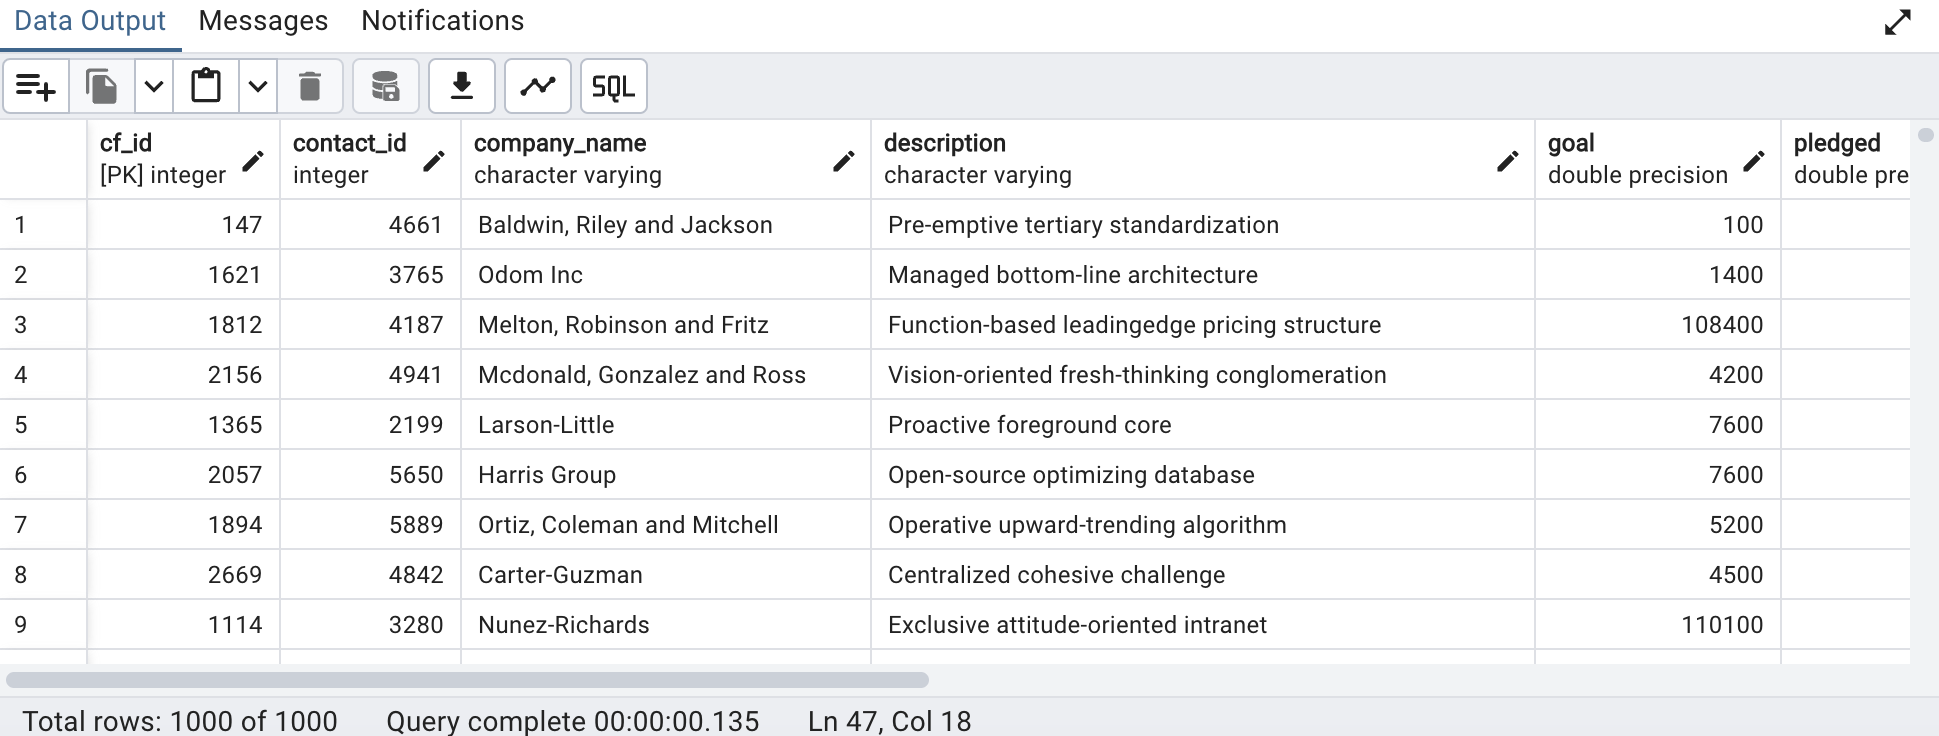 Data Output Messages Notifications
SQL
cf_id contact_id company_name description goal pledged
[PK] integer integer character varying character varying double precision double pre
1 147 4661 Baldwin, Riley and Jackson Pre-emptive tertiary standardization 100
2 1621 3765 Odom Inc Managed bottom-line architecture 1400
3 1812 4187 Melton, Robinson and Fritz Function-based leadingedge pricing structure 108400
4 2156 4941 Mcdonald, Gonzalez and Ross Vision-oriented fresh-thinking conglomeration 4200
5 1365 2199 Larson-Little Proactive foreground core 7600
6 2057 5650 Harris Group Open-source optimizing database 7600
7 1894 5889 Ortiz, Coleman and Mitchell Operative upward-trending algorithm 5200
8 2669 4842 Carter-Guzman Centralized cohesive challenge 4500
9 1114 3280 Nunez-Richards Exclusive attitude-oriented intranet 110100
Total rows: 1000 of 1000 Query complete 00:00:00.135 Ln 47, Col 18